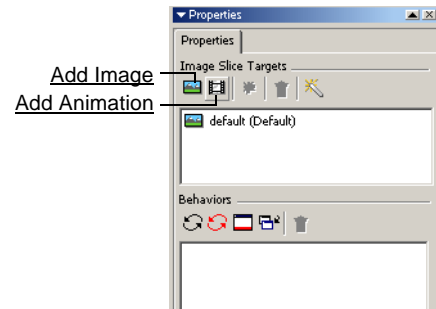 Properties
Properties
Image Slice Targets
Add Image
Add Animation
default (Default)
Behaviors